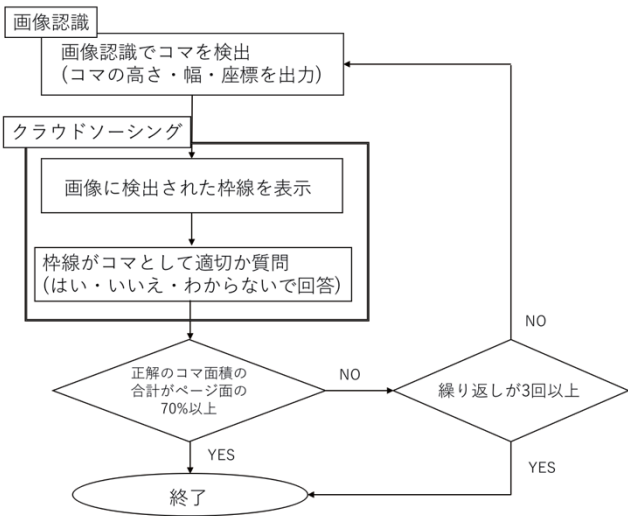 画像認識
画像認識でコマを検出
(コマの高さ・幅・座標を出力)
クラウドソーシング
画像に検出された枠線を表示
枠線がコマとして適切か質問
(はい・いいえ・わからないで回答)
NO
正解のコマ面積の
合計がページ面の
70%以上
NO
繰り返しが3回以上
YES
YES
終了